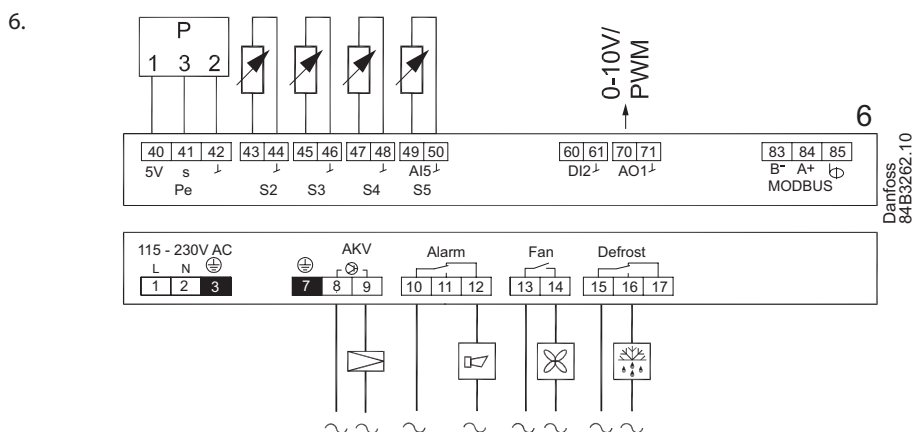 6.
P
1 3 2
0-10V/
PWM
6
40 41 42 43 44 45 46 47 48 49 50 60 61 70 71 83 84 85
5V s AI5 DI2 AO1 B- A+
Pe S2 S3 S4 S5 MODBUS
Danfoss
84B3262.10
115 - 230V AC AKV Alarm Fan Defrost
L N
1 2 3 7 8 9 10 11 12 13 14 15 16 17